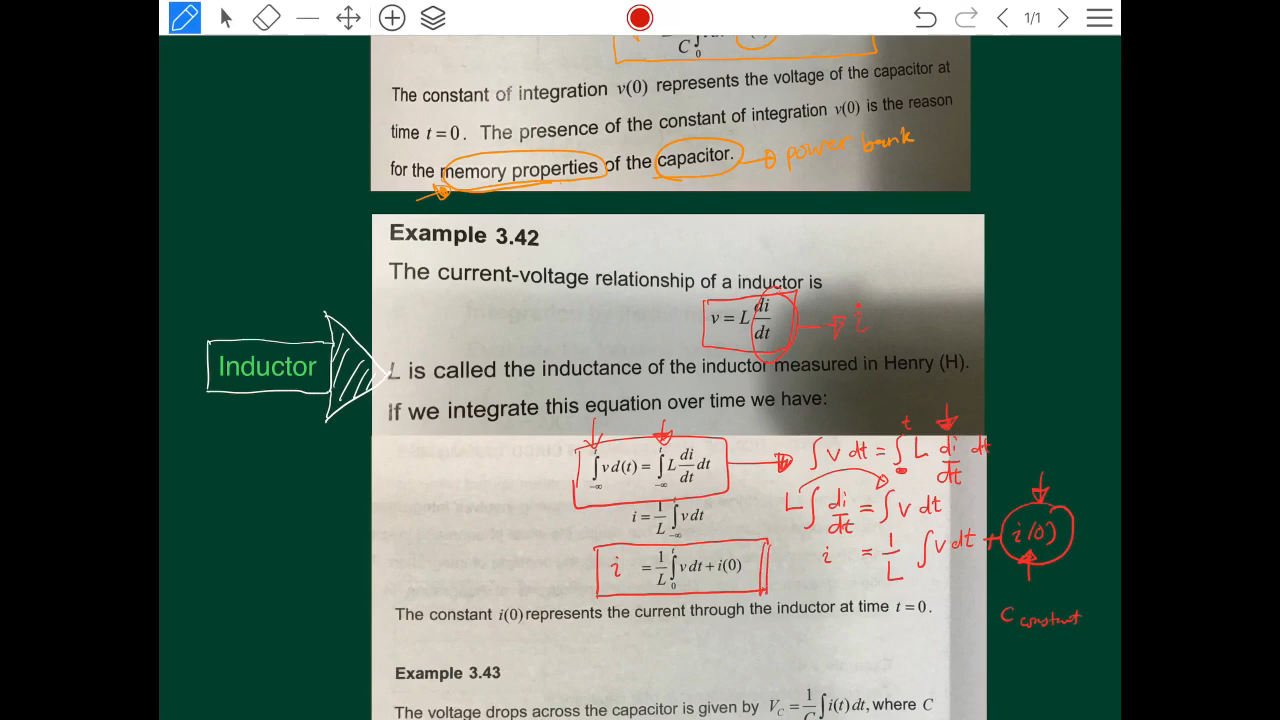 1/1
C 0
The constant of integration v(0) represents the voltage of the capacitor at
time t = 0. The presence of the constant of integration v(0) is the reason
for the memory properties of the capacitor. → power bank
Example 3.42
The current-voltage relationship of a inductor is
v = L di/dt → i
Inductor
L is called the inductance of the inductor measured in Henry (H).
If we integrate this equation over time we have:
∫_{-∞}^{t} v d(t) = ∫_{-∞}^{t} L di/dt dt → ∫ v dt = ∫^{t} L di/dt dt
L ∫ di/dt = ∫ v dt
i = 1/L ∫_{-∞}^{t} v dt
i = 1/L ∫ v dt + i(0)
i = 1/L ∫_{0}^{t} v dt + i(0)
The constant i(0) represents the current through the inductor at time t = 0.
C constant
Example 3.43
The voltage drops across the capacitor is given by V_C = 1/C ∫ i(t) dt, where C